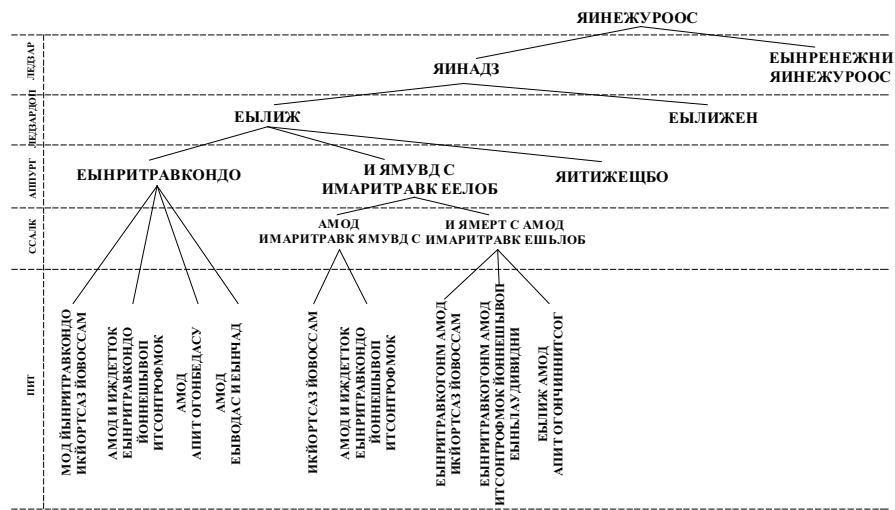 ЯИНЕЖУРООС
ЛЕДЗАР
ЯИНАДЗ
ЕЫНРЕНЕЖНИ
ЯИНЕЖУРООС
ЛЕДЗАРДОП
ЕЫЛИЖ
ЕЫЛИЖЕН
АППУРГ
ЕЫНРИТРАВКОНДО
И ЯМУВД С
ИМАРИТРАВК ЕЕЛОБ
ЯИТИЖЕЩБО
ССАЛК
АМОД
ИМАРИТРАВК ЯМУВД С
И ЯМЕРТ С АМОД
ИМАРИТРАВК ЕШЬЛОБ
ПИТ
МОД ЙЫНРИТРАВКОНДО
ИКЙОРТСАЗ ЙОВОССАМ
АМОД И ИЖДЕТТОК
ЕЫНРИТРАВКОНДО
ЙОННЕШЫВОП
ИТСОНТРОФМОК
АМОД
АПИТ ОГОНБЕДАСУ
АМОД
ЕЫВОДАС И ЕЫНЧАД
ИКЙОРТСАЗ ЙОВОССАМ
АМОД И ИЖДЕТТОК
ЕЫНРИТРАВКОНДО
ЙОННЕШЫВОП
ИТСОНТРОФМОК
ЕЫНРИТРАВКОГОНМ АМОД
ИКЙОРТСАЗ ЙОВОССАМ
ЕЫНРИТРАВКОГОНМ АМОД
ИТСОНТРОФМОК ЙОННЕШЫВОП
ЕЫНЬЛАУДИВИДНИ
ЕЫЛИЖ АМОД
АПИТ ОГОНЧИННИТСОГ